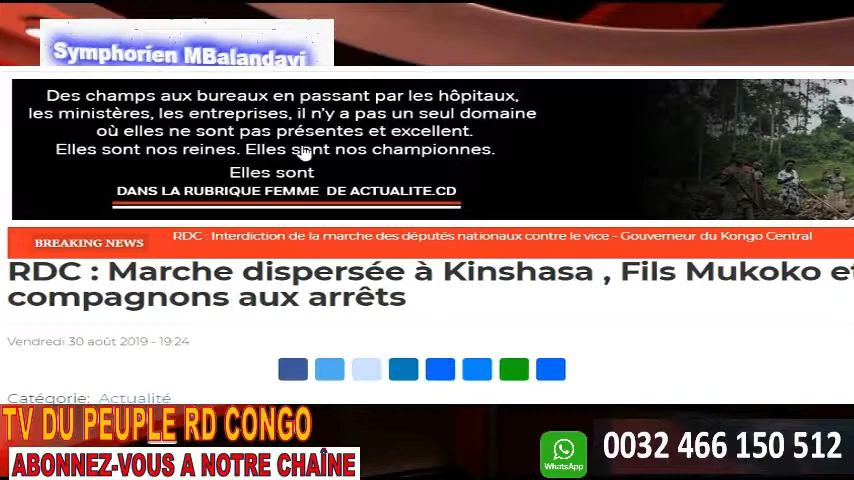 Symphorien MBalandavi
Des champs aux bureaux en passant par les hôpitaux,
les ministères, les entreprises, il n'y a pas un seul domaine
où elles ne sont pas présentes et excellent.
Elles sont nos reines. Elles sont nos championnes.
Elles sont
DANS LA RUBRIQUE FEMME DE ACTUALITE.CD
BREAKING NEWS
RDC : Interdiction de la marche des députés nationaux contre le vice - Gouverneur du Kongo Central
RDC : Marche dispersée à Kinshasa , Fils Mukoko et
compagnons aux arrêts
Vendredi 30 août 2019 - 19:24
Catégorie: Actualité
TV DU PEUPLE RD CONGO
ABONNEZ-VOUS A NOTRE CHAÎNE
WhatsApp
0032 466 150 512